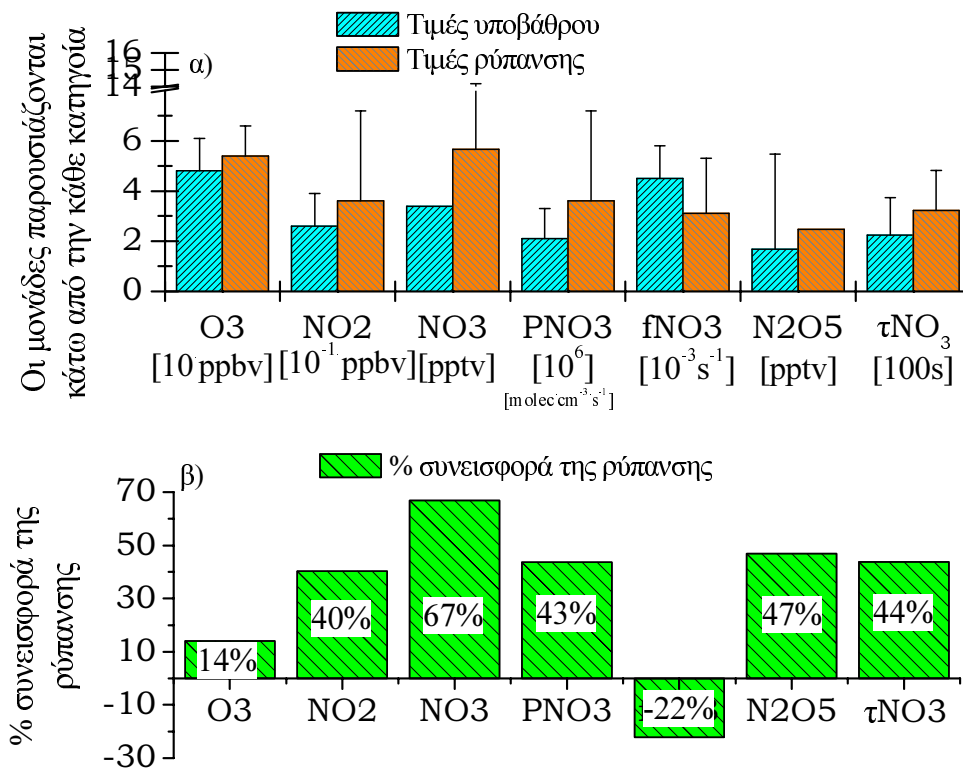 Τιμές υποβάθρου
Τιμές ρύπανσης
α)
Οι μονάδες παρουσιάζονται
κάτω από την κάθε κατηγοία
16
15
14
6
4
2
0
O3 NO2 NO3 PNO3 fNO3 N2O5 τNO3
[10 ppbv] [10-1 ppbv] [pptv] [106] [10-3s-1] [pptv] [100s]
[molec cm-3 s-1]
β)
% συνεισφορά της ρύπανσης
% συνεισφορά της
ρύπανσης
70
50
30
10
-10
-30
14% 40% 67% 43% -22% 47% 44%
O3 NO2 NO3 PNO3 N2O5 τNO3